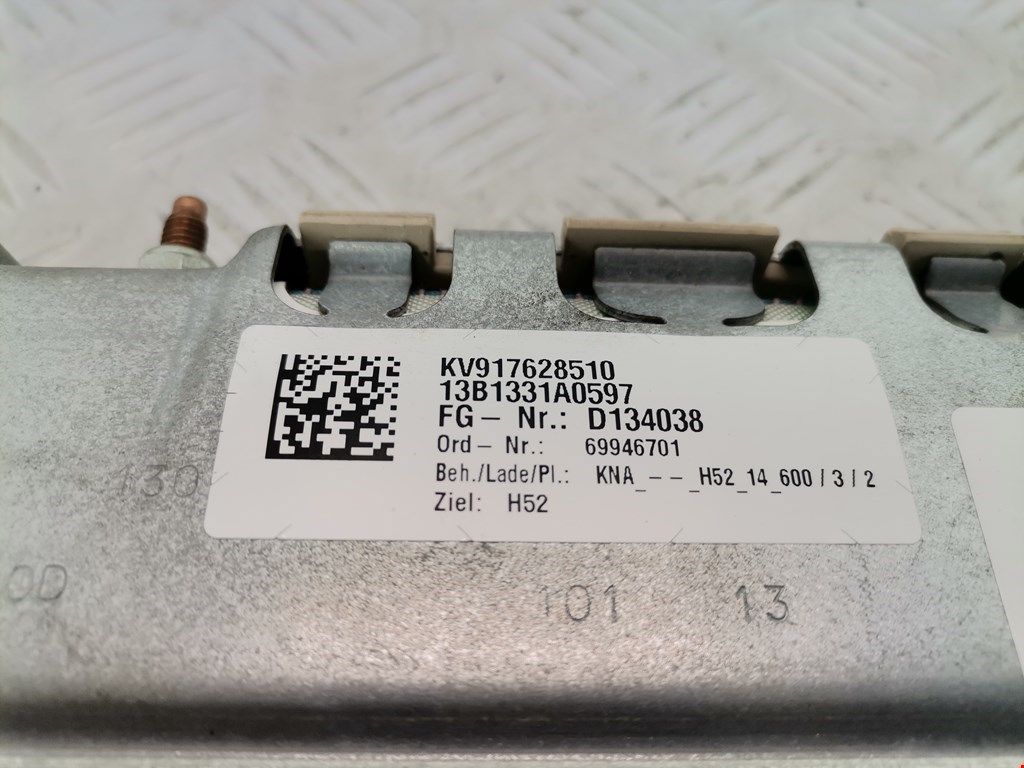 KV917628510
13B1331A0597
FG – Nr.: D134038
Ord – Nr.: 69946701
Beh./Lade/Pl.: KNA_ – – _H52_14_600 / 3 / 2
Ziel: H52
130
OD
101 13